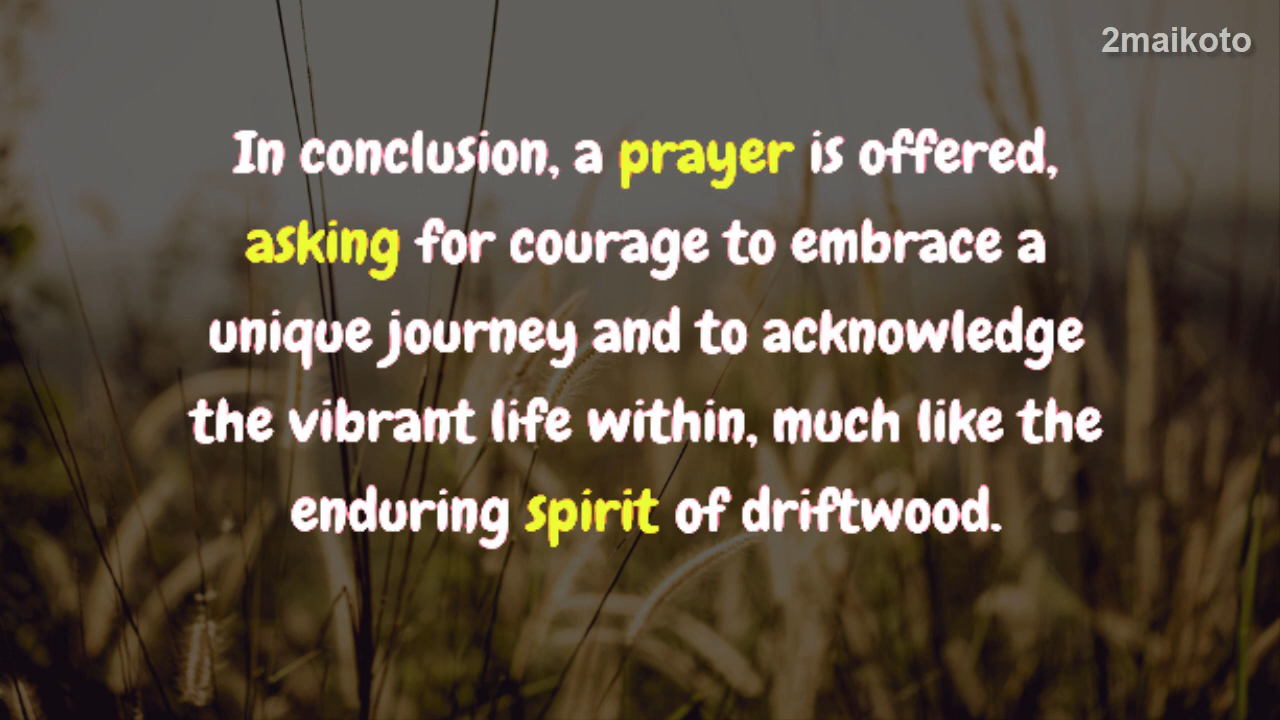 2maikoto
In conclusion, a prayer is offered,
asking for courage to embrace a
unique journey and to acknowledge
the vibrant life within, much like the
enduring spirit of driftwood.